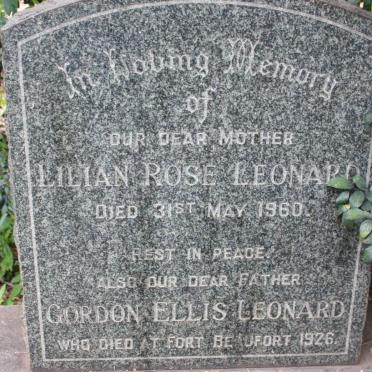 In Loving Memory
of
OUR DEAR MOTHER
LILIAN ROSE LEONARD
DIED 31ST MAY 1960.
REST IN PEACE.
ALSO OUR DEAR FATHER
GORDON ELLIS LEONARD
WHO DIED AT FORT BEAUFORT 1926.